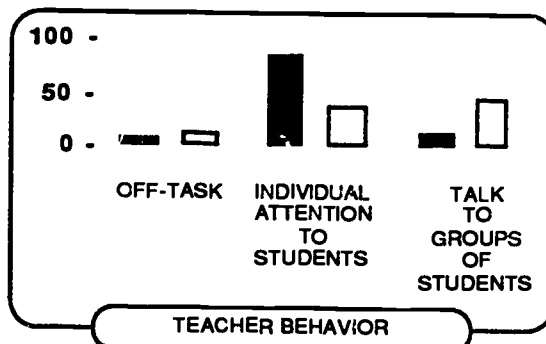 100 -
50 -
0 -
OFF-TASK
INDIVIDUAL
ATTENTION
TO
STUDENTS
TALK
TO
GROUPS
OF
STUDENTS
TEACHER BEHAVIOR